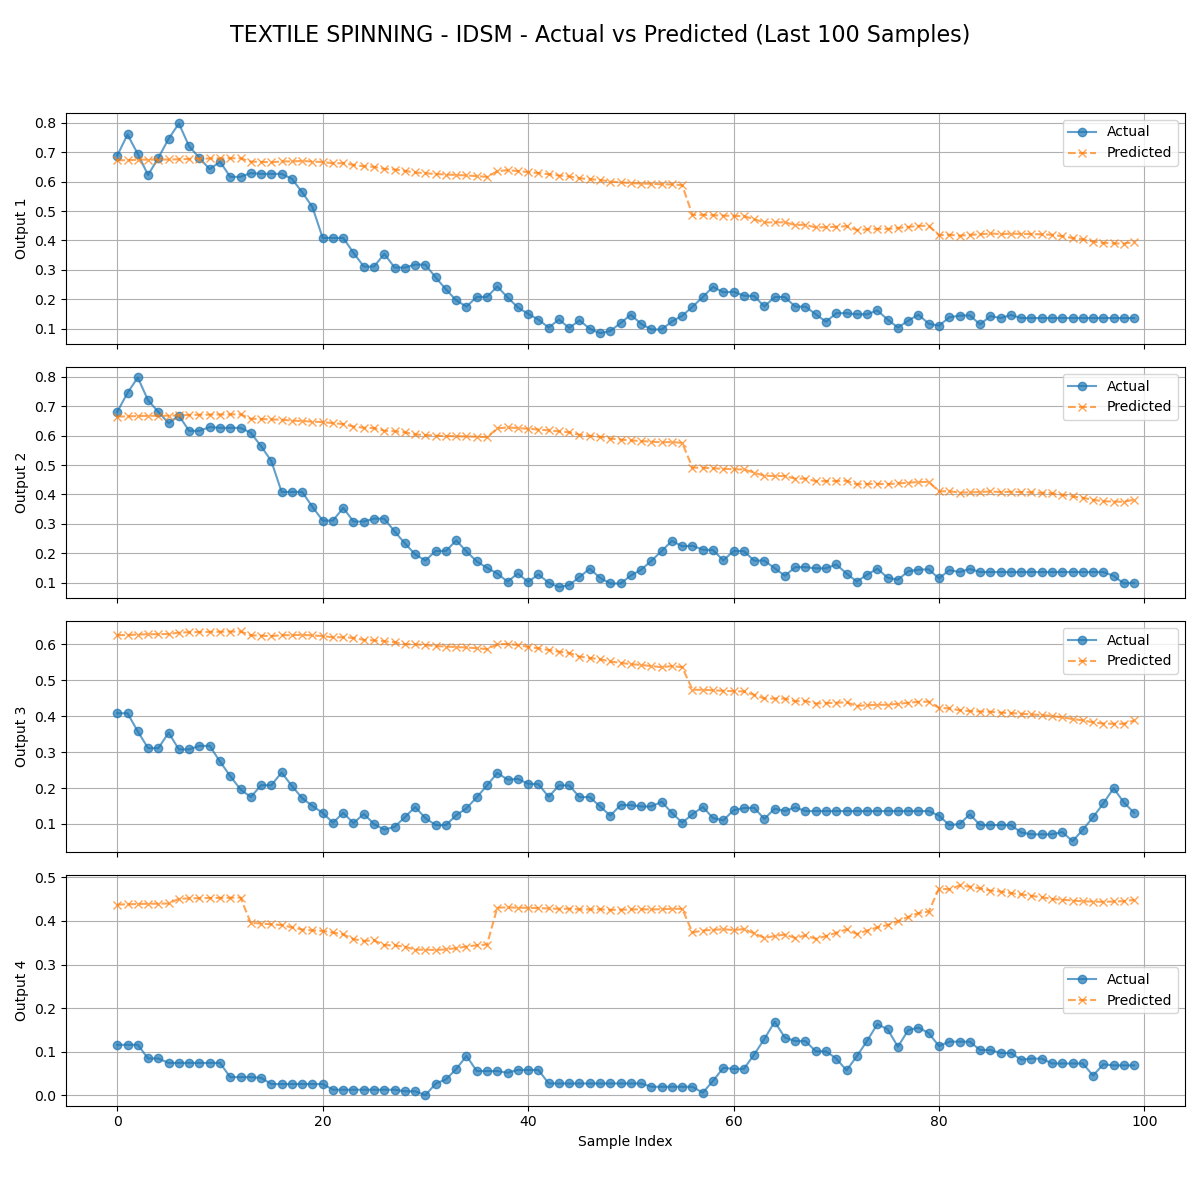 TEXTILE SPINNING - IDSM - Actual vs Predicted (Last 100 Samples)
0.8
0.7
0.6
0.5
0.4
0.3
0.2
0.1
Output 1
Actual
Predicted
0.8
0.7
0.6
0.5
0.4
0.3
0.2
0.1
Output 2
Actual
Predicted
0.6
0.5
0.4
0.3
0.2
0.1
Output 3
Actual
Predicted
0.5
0.4
0.3
0.2
0.1
0.0
Output 4
Actual
Predicted
0 20 40 60 80 100
Sample Index